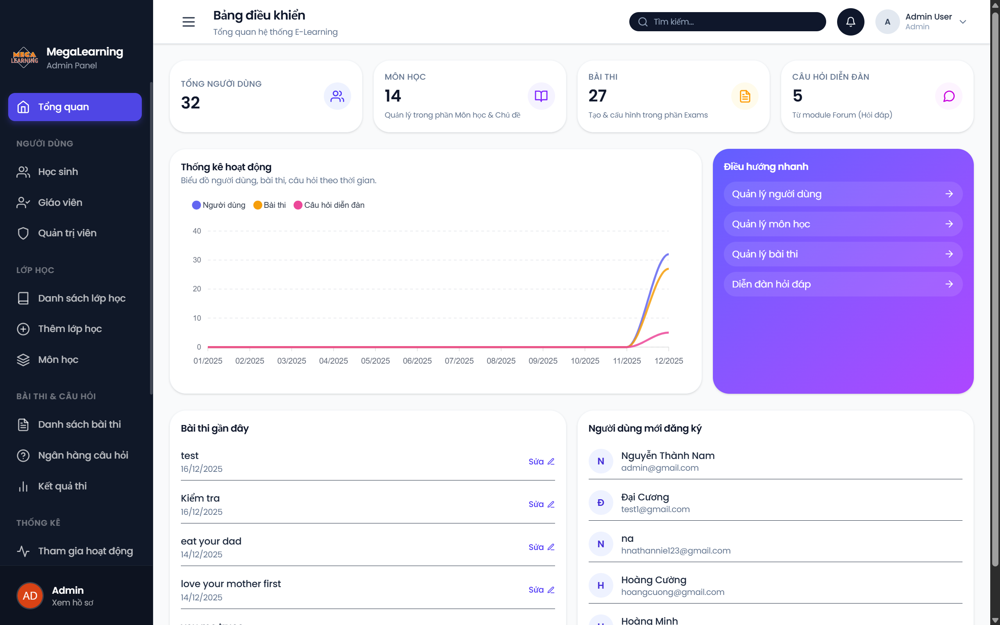 MEGA
LEARNING
MegaLearning
Admin Panel
Tổng quan
NGƯỜI DÙNG
Học sinh
Giáo viên
Quản trị viên
LỚP HỌC
Danh sách lớp học
Thêm lớp học
Môn học
BÀI THI & CÂU HỎI
Danh sách bài thi
Ngân hàng câu hỏi
Kết quả thi
THỐNG KÊ
Tham gia hoạt động
AD
Admin
Xem hồ sơ
Bảng điều khiển
Tổng quan hệ thống E-Learning
Tìm kiếm...
A
Admin User
Admin
TỔNG NGƯỜI DÙNG
32
MÔN HỌC
14
Quản lý trong phần Môn học & Chủ đề
BÀI THI
27
Tạo & cấu hình trong phần Exams
CÂU HỎI DIỄN ĐÀN
5
Từ module Forum (Hỏi đáp)
Thống kê hoạt động
Biểu đồ người dùng, bài thi, câu hỏi theo thời gian.
Người dùng Bài thi Câu hỏi diễn đàn
40
30
20
10
0
01/2025 02/2025 03/2025 04/2025 05/2025 06/2025 07/2025 08/2025 09/2025 10/2025 11/2025 12/2025
Điều hướng nhanh
Quản lý người dùng
Quản lý môn học
Quản lý bài thi
Diễn đàn hỏi đáp
Bài thi gần đây
test
16/12/2025
Sửa
Kiểm tra
16/12/2025
Sửa
eat your dad
14/12/2025
Sửa
love your mother first
14/12/2025
Sửa
Người dùng mới đăng ký
N
Nguyễn Thành Nam
admin@gmail.com
Đ
Đại Cương
test1@gmail.com
N
na
hnathannie123@gmail.com
H
Hoàng Cường
hoangcuong@gmail.com
Hoàng Minh